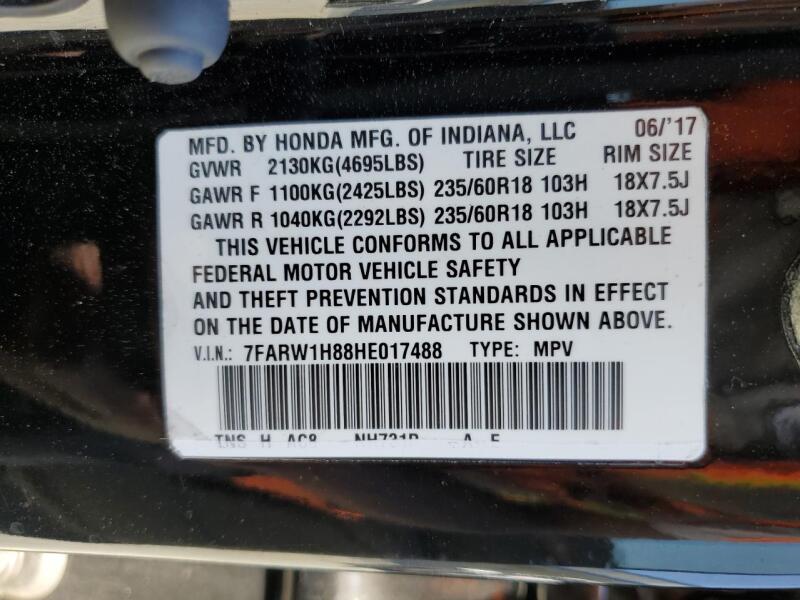 MFD. BY HONDA MFG. OF INDIANA, LLC 06/'17
GVWR 2130KG(4695LBS) TIRE SIZE RIM SIZE
GAWR F 1100KG(2425LBS) 235/60R18 103H 18X7.5J
GAWR R 1040KG(2292LBS) 235/60R18 103H 18X7.5J
THIS VEHICLE CONFORMS TO ALL APPLICABLE
FEDERAL MOTOR VEHICLE SAFETY
AND THEFT PREVENTION STANDARDS IN EFFECT
ON THE DATE OF MANUFACTURE SHOWN ABOVE.
V.I.N.: 7FARW1H88HE017488 TYPE: MPV
TNS H